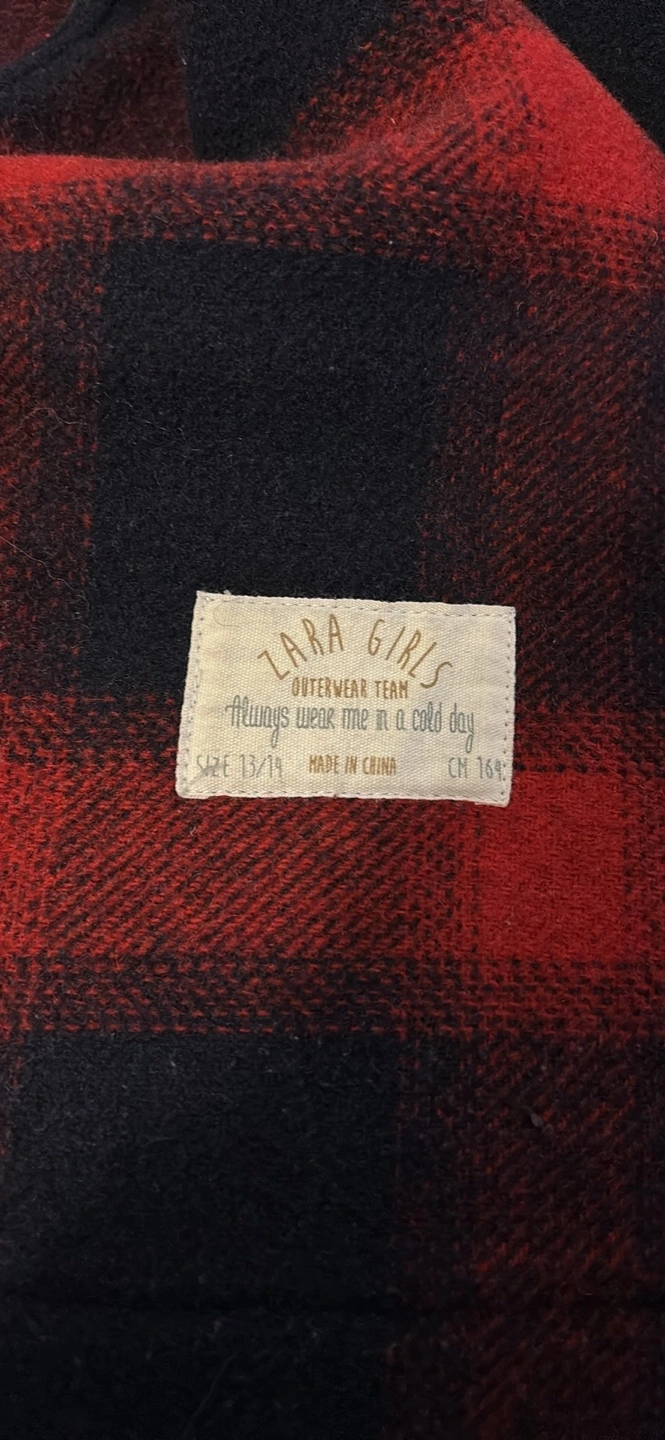 ZARA GIRLS
OUTERWEAR TEAM
Always wear me in a cold day
SIZE 13/14 MADE IN CHINA CM 164